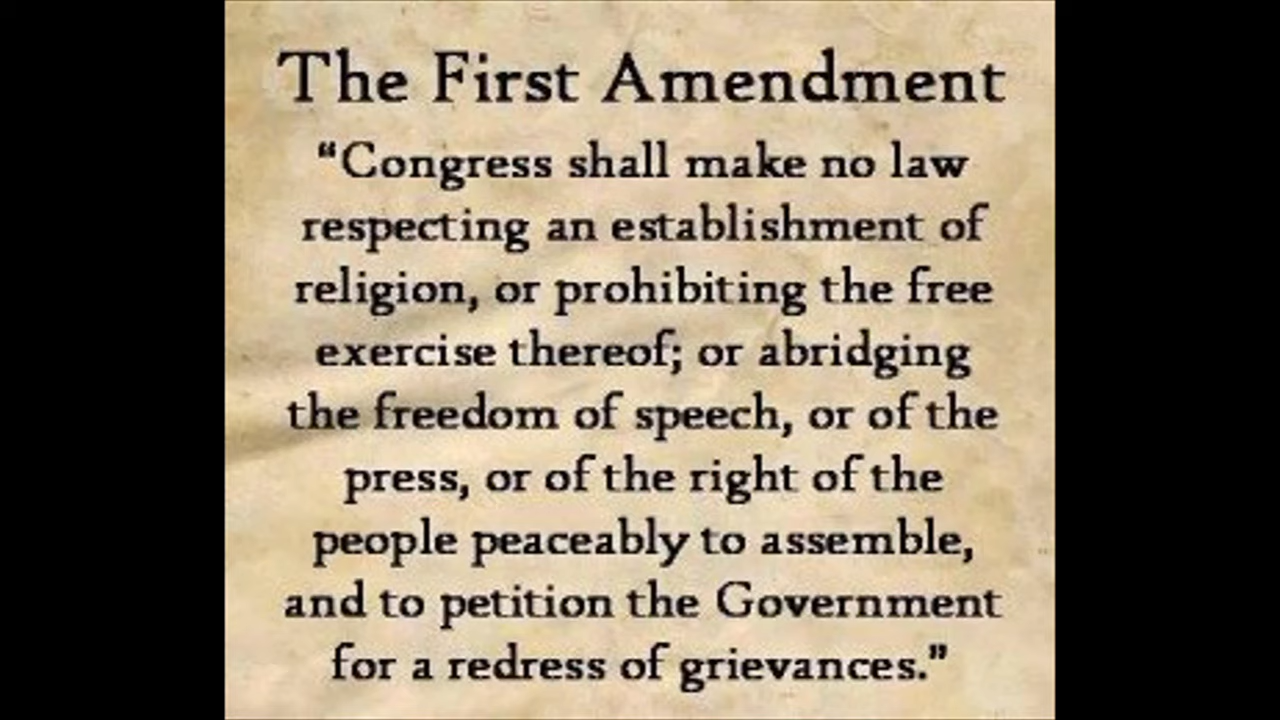 The First Amendment
“Congress shall make no law
respecting an establishment of
religion, or prohibiting the free
exercise thereof; or abridging
the freedom of speech, or of the
press, or of the right of the
people peaceably to assemble,
and to petition the Government
for a redress of grievances.”